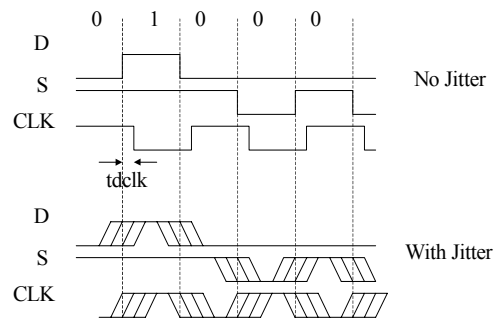 0 1 0 0 0
D
S
No Jitter
CLK
tdclk
D
S
With Jitter
CLK